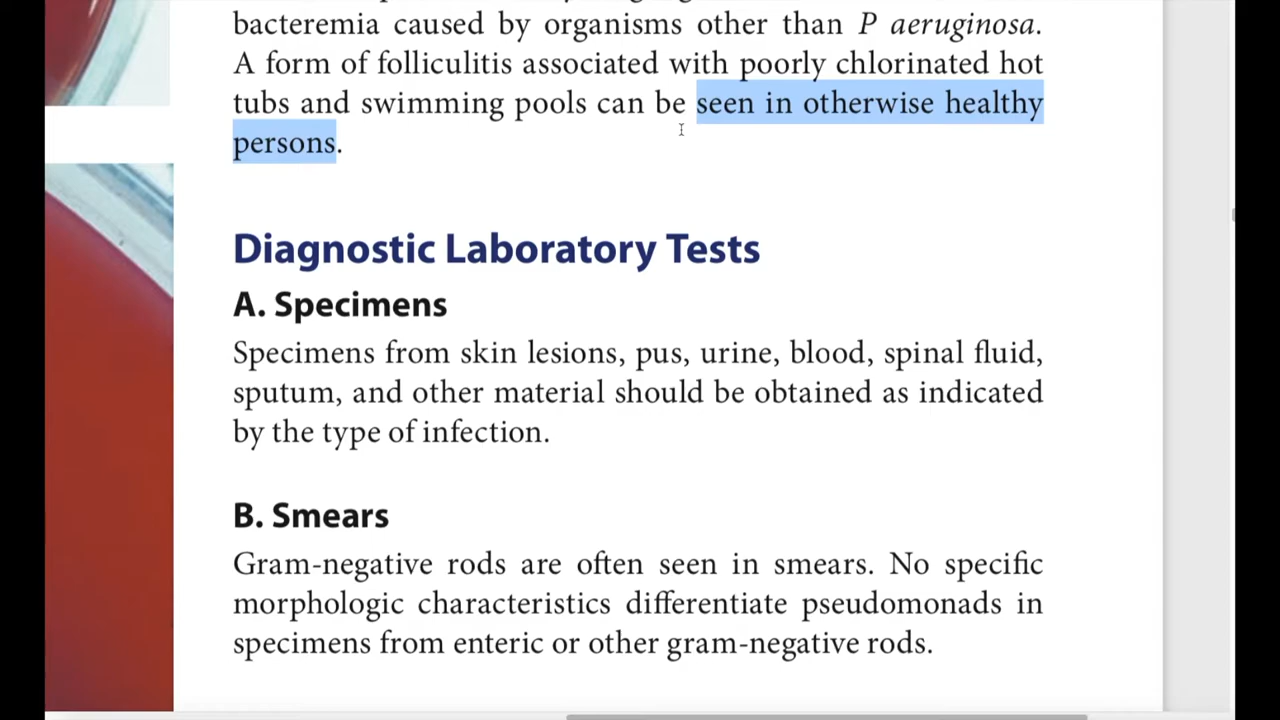 bacteremia caused by organisms other than P aeruginosa.
A form of folliculitis associated with poorly chlorinated hot
tubs and swimming pools can be seen in otherwise healthy
persons.
Diagnostic Laboratory Tests
A. Specimens
Specimens from skin lesions, pus, urine, blood, spinal fluid,
sputum, and other material should be obtained as indicated
by the type of infection.
B. Smears
Gram-negative rods are often seen in smears. No specific
morphologic characteristics differentiate pseudomonads in
specimens from enteric or other gram-negative rods.